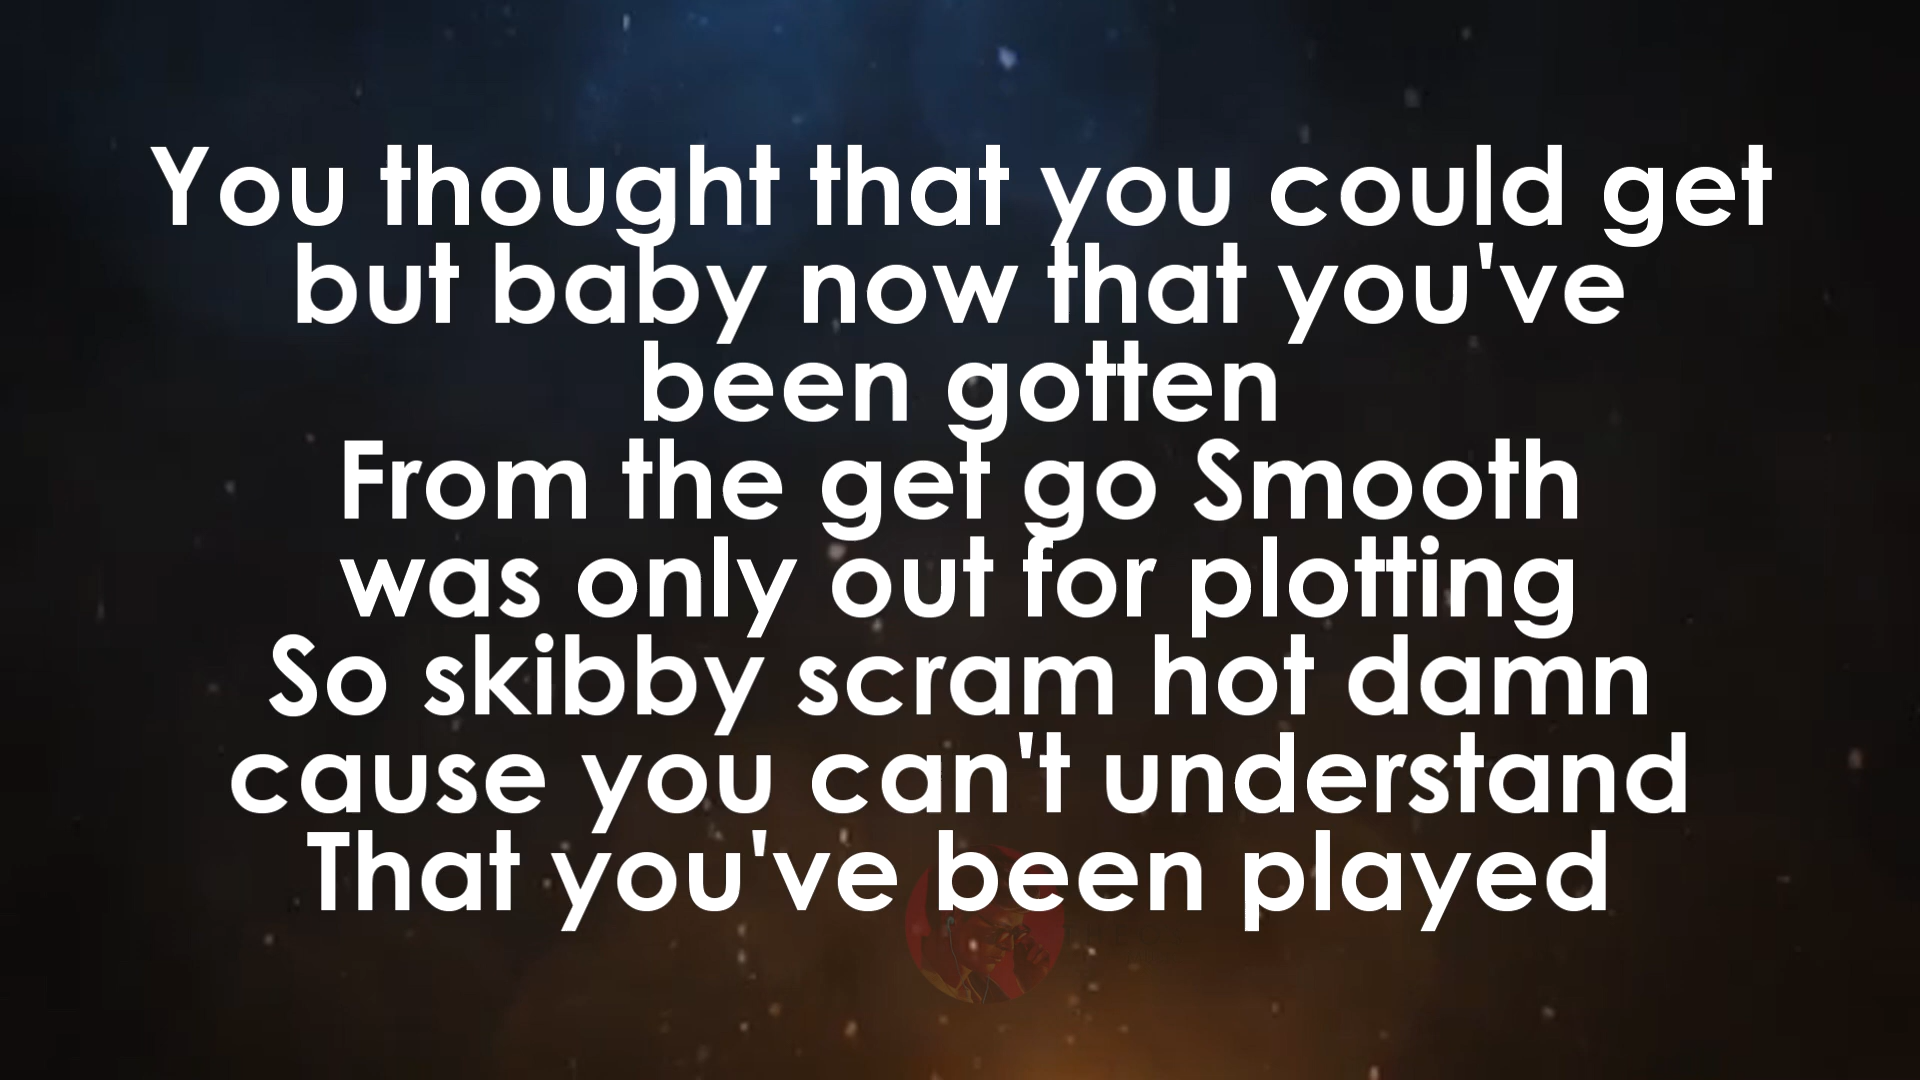 You thought that you could get
but baby now that you've
been gotten
From the get go Smooth
was only out for plotting
So skibby scram hot damn
cause you can't understand
That you've been played